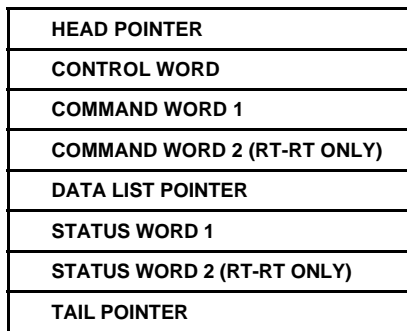 HEAD POINTER
CONTROL WORD
COMMAND WORD 1
COMMAND WORD 2 (RT-RT ONLY)
DATA LIST POINTER
STATUS WORD 1
STATUS WORD 2 (RT-RT ONLY)
TAIL POINTER